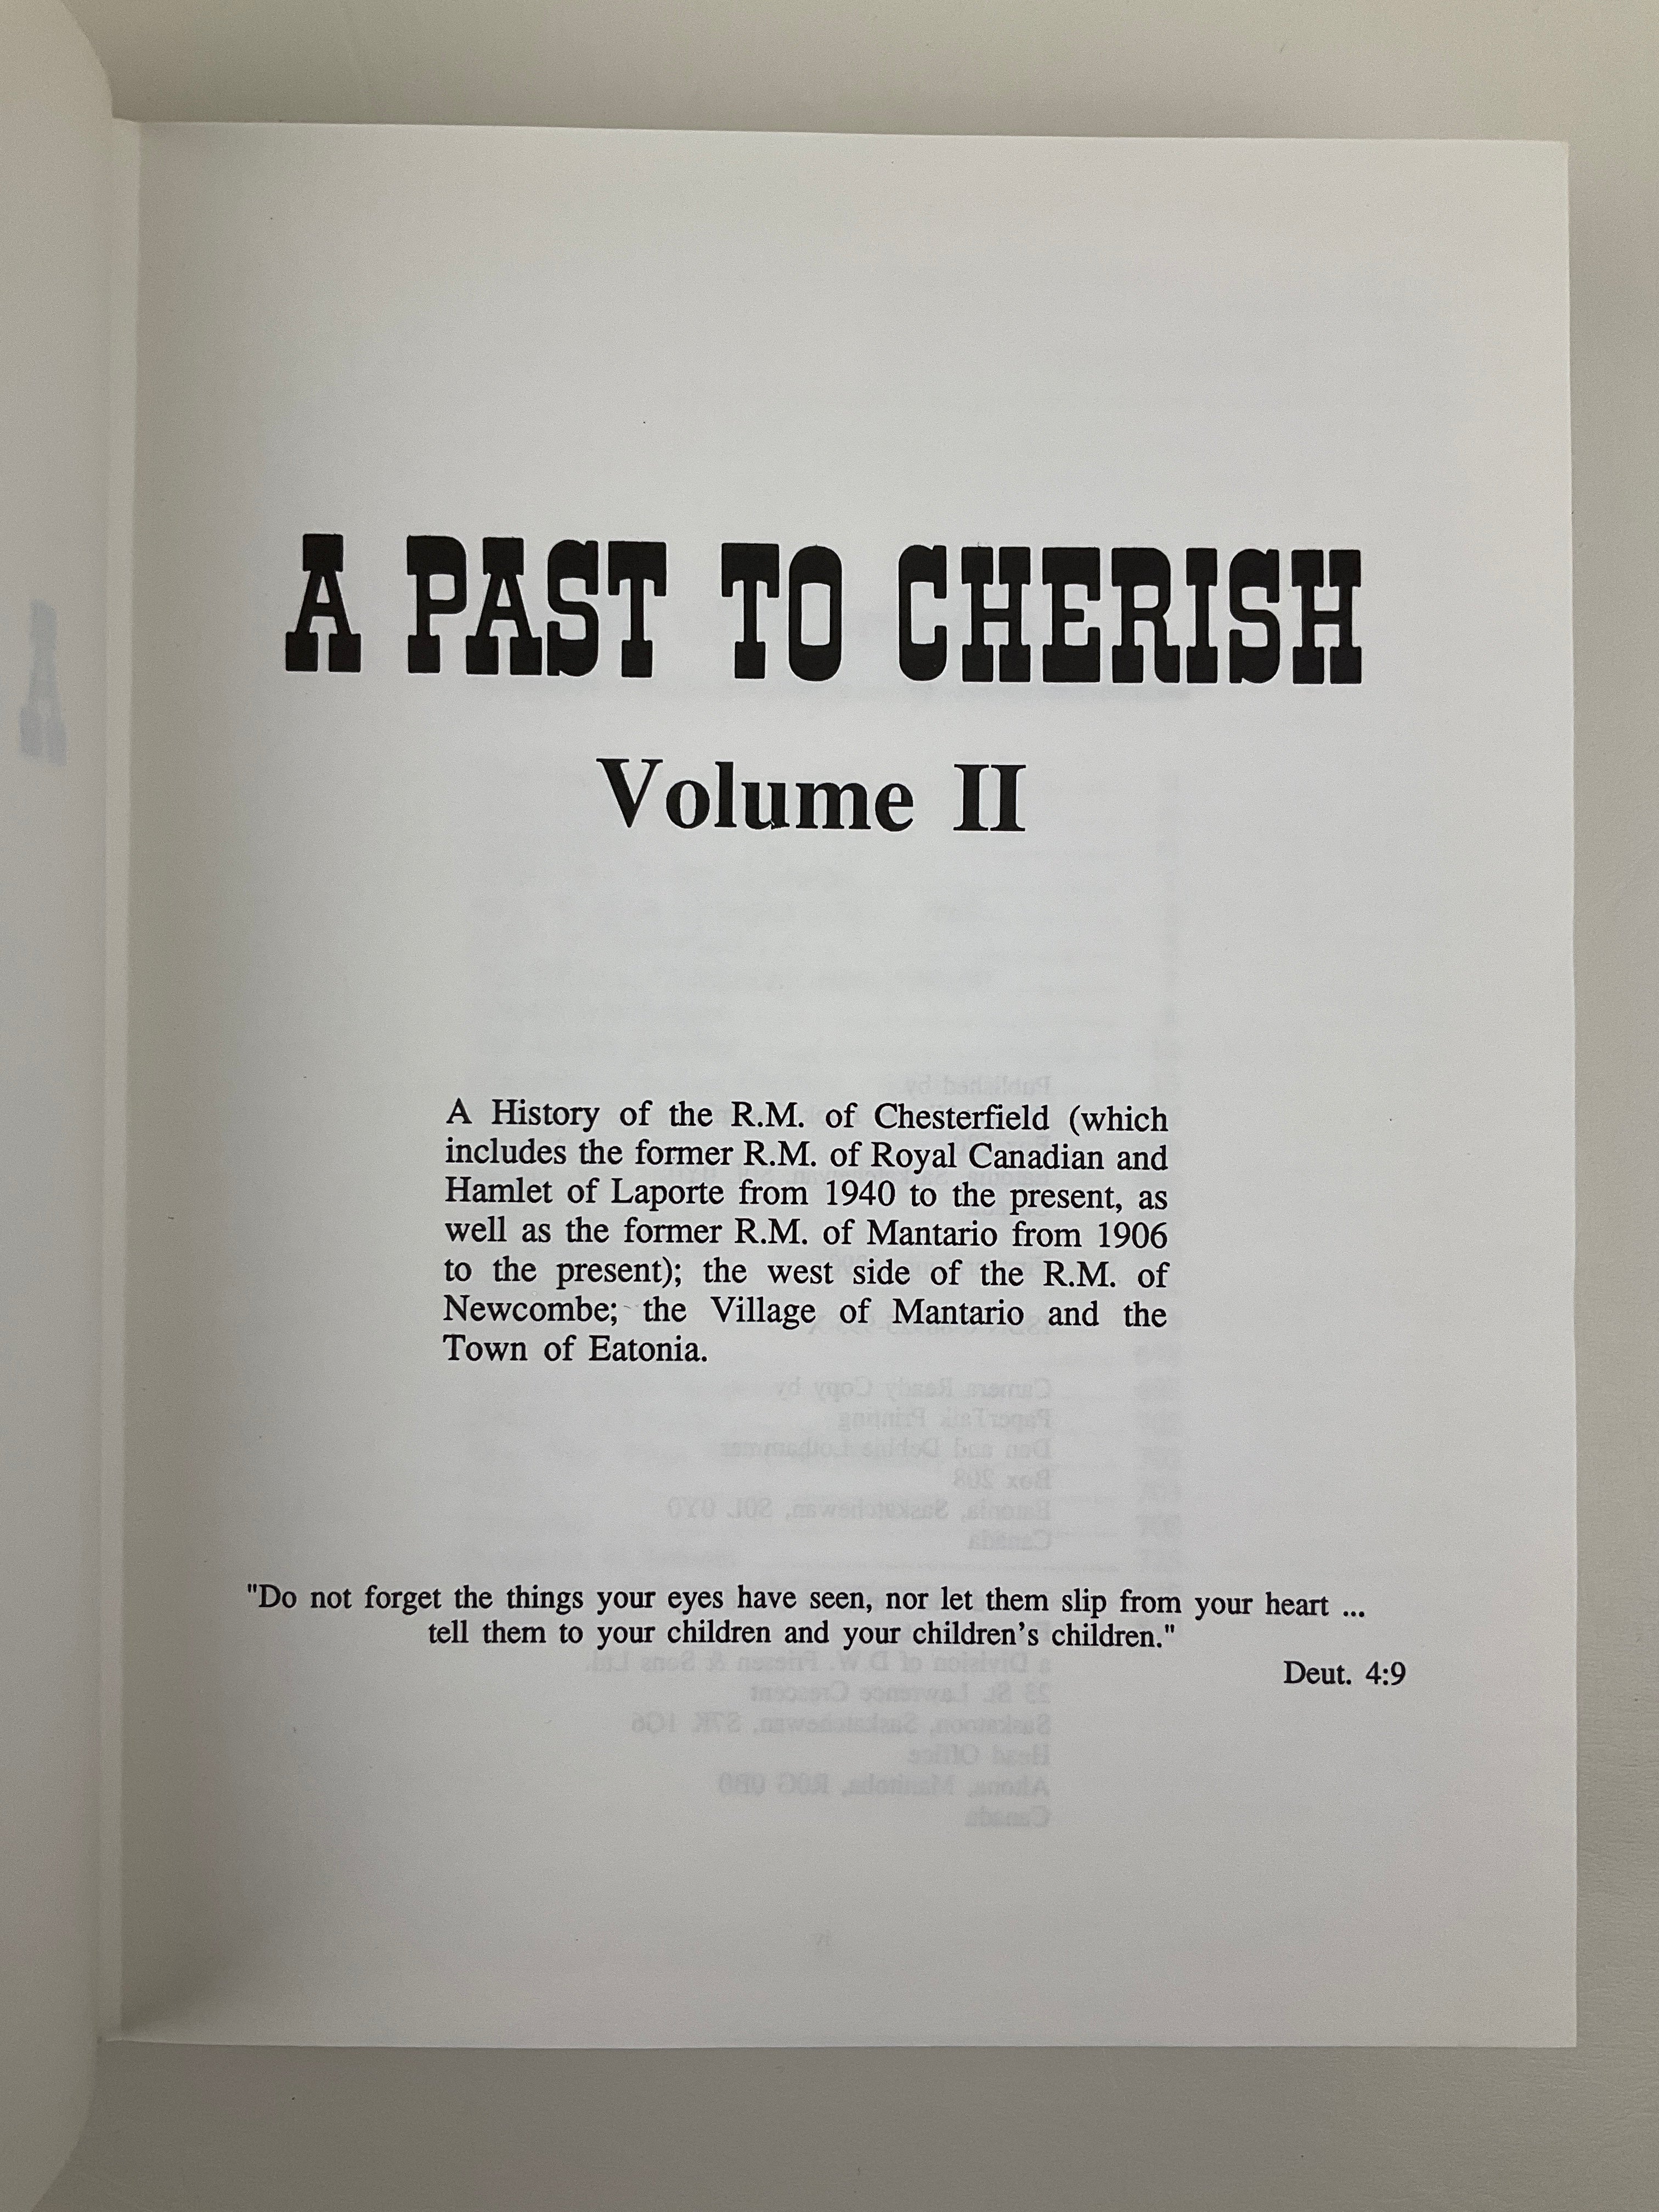 A PAST TO CHERISH
Volume II
A History of the R.M. of Chesterfield (which
includes the former R.M. of Royal Canadian and
Hamlet of Laporte from 1940 to the present, as
well as the former R.M. of Mantario from 1906
to the present); the west side of the R.M. of
Newcombe; the Village of Mantario and the
Town of Eatonia.
"Do not forget the things your eyes have seen, nor let them slip from your heart ...
tell them to your children and your children's children."
Deut. 4:9